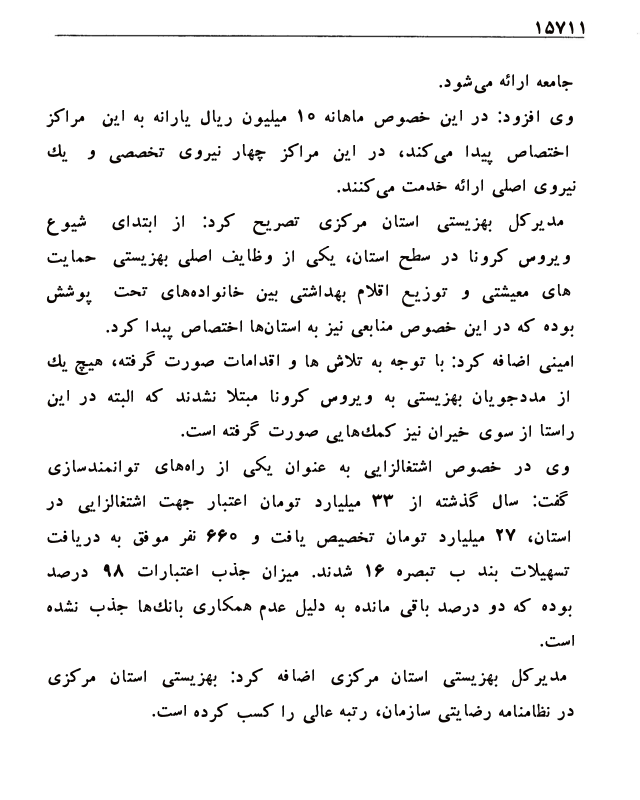 ۱۵۷۱۱
جامعه ارائه می‌شود.
وی افزود: در این خصوص ماهانه ۱۰ میلیون ریال یارانه به این مراکز
اختصاص پیدا می‌کند، در این مراکز چهار نیروی تخصصی و یك
نیروی اصلی ارائه خدمت می‌کنند.
مدیرکل بهزیستی استان مرکزی تصریح کرد: از ابتدای شیوع
ویروس کرونا در سطح استان، یکی از وظایف اصلی بهزیستی حمایت
های معیشتی و توزیع اقلام بهداشتی بین خانواده‌های تحت پوشش
بوده که در این خصوص منابعی نیز به استان‌ها اختصاص پبدا کرد.
امینی اضافه کرد: با توجه به تلاش ها و اقدامات صورت گرفته، هیچ یك
از مددجویان بهزیستی به ویروس کرونا مبتلا نشدند که البته در این
راستا از سوی خیران نیز کمك‌هایی صورت گرفته است.
وی در خصوص اشتغالزایی به عنوان یکی از راه‌های توانمندسازی
گفت: سال گذشته از ۳۳ میلیارد تومان اعتبار جهت اشتغالزایی در
استان، ۲۷ میلیارد تومان تخصیص یافت و ۶۶۰ نفر موفق به دریافت
تسهیلات بند ب تبصره ۱۶ شدند. میزان جذب اعتبارات ۹۸ درصد
بوده که دو درصد باقی مانده به دلیل عدم همکاری بانك‌ها جذب نشده
است.
مدیرکل بهزیستی استان مرکزی اضافه کرد: بهزیستی استان مرکزی
در نظامنامه رضایتی سازمان، رتبه عالی را کسب کرده است.